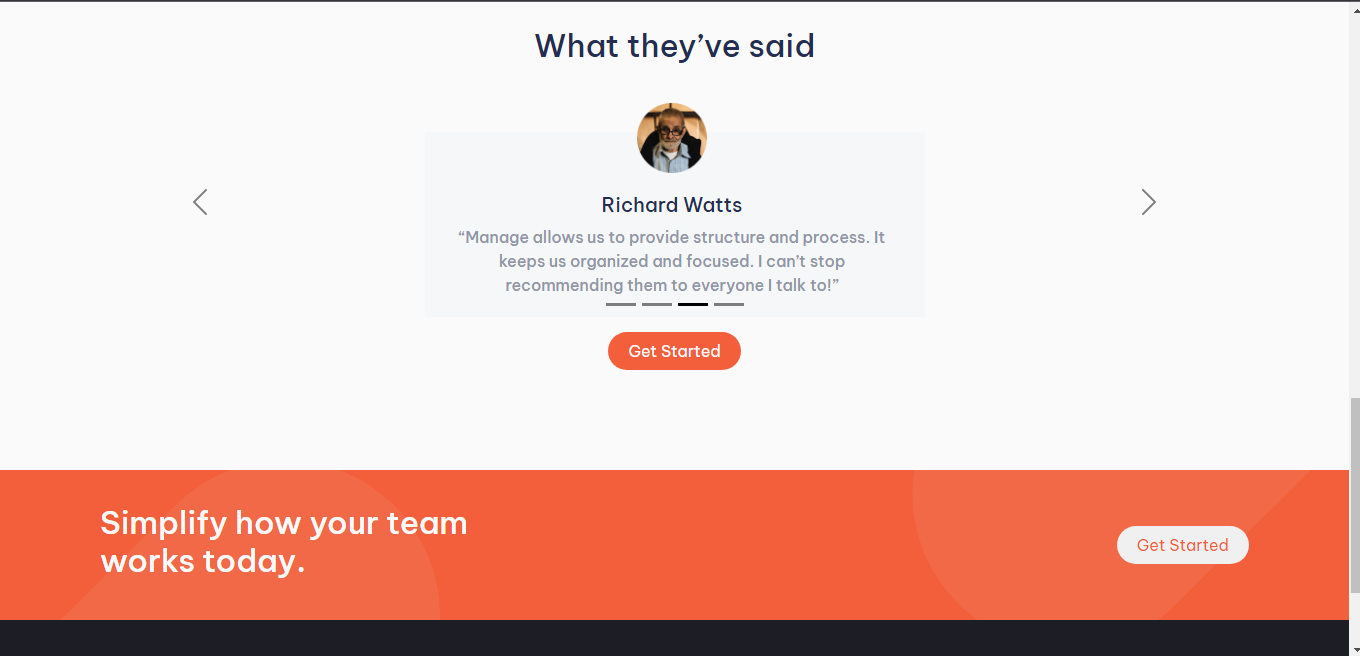 What they’ve said
Richard Watts
“Manage allows us to provide structure and process. It
keeps us organized and focused. I can’t stop
recommending them to everyone I talk to!”
Get Started
Simplify how your team
works today.
Get Started